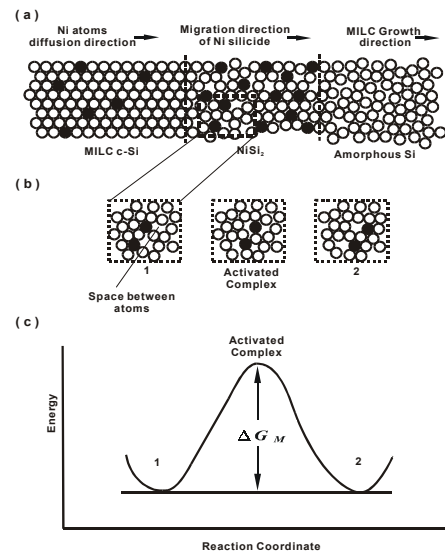 ( a )
Ni atoms
diffusion direction
Migration direction
of Ni silicide
MILC Growth
direction
MILC c-Si
NiSi₂
Amorphous Si
( b )
1
Activated
Complex
2
Space between
atoms
( c )
Activated
Complex
Energy
Δ G M
1
2
Reaction Coordinate